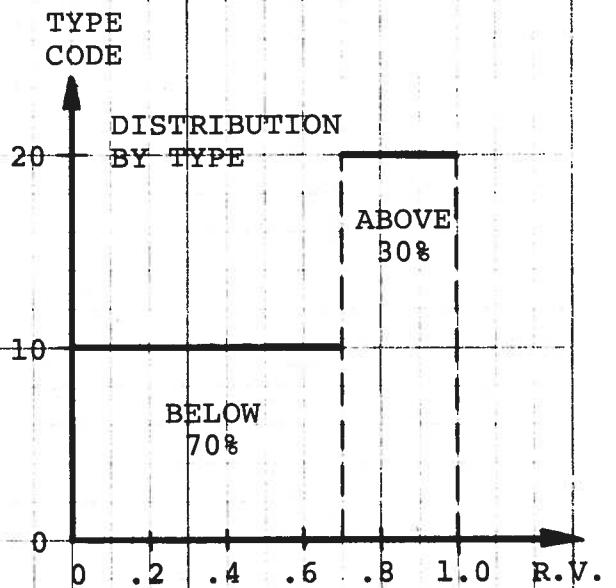 TYPE
CODE
DISTRIBUTION
BY TYPE
20
ABOVE
30%
10
BELOW
70%
0
0 .2 .4 .6 .8 1.0 R.V.